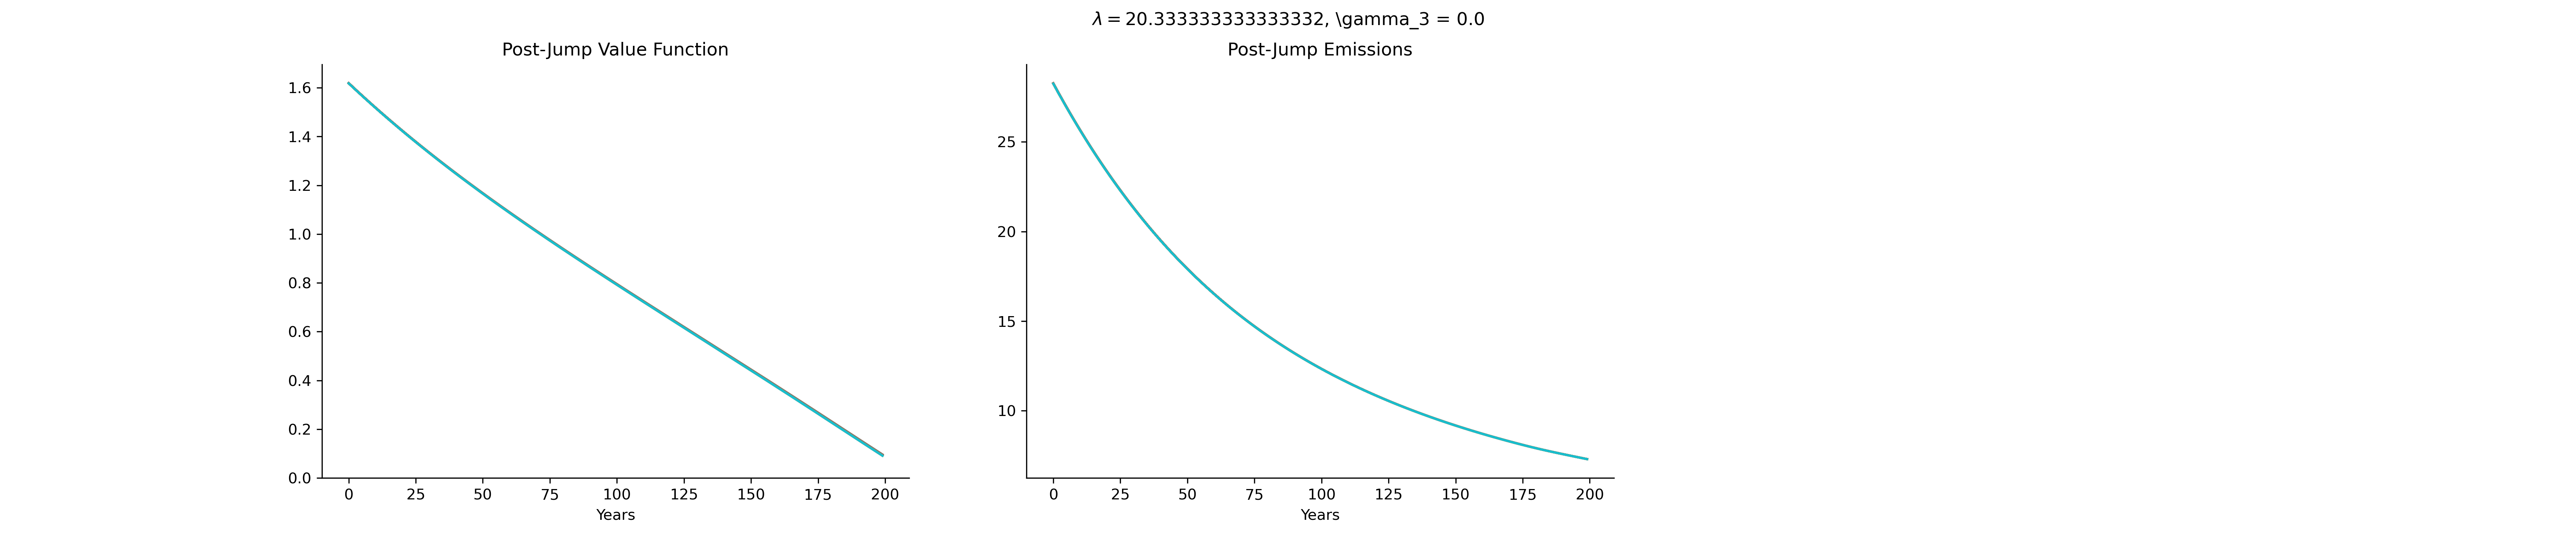 λ = 20.333333333333332, \gamma_3 = 0.0
Post-Jump Value Function
1.6
1.4
1.2
1.0
0.8
0.6
0.4
0.2
0.0
0 25 50 75 100 125 150 175 200
Years
Post-Jump Emissions
25
20
15
10
0 25 50 75 100 125 150 175 200
Years